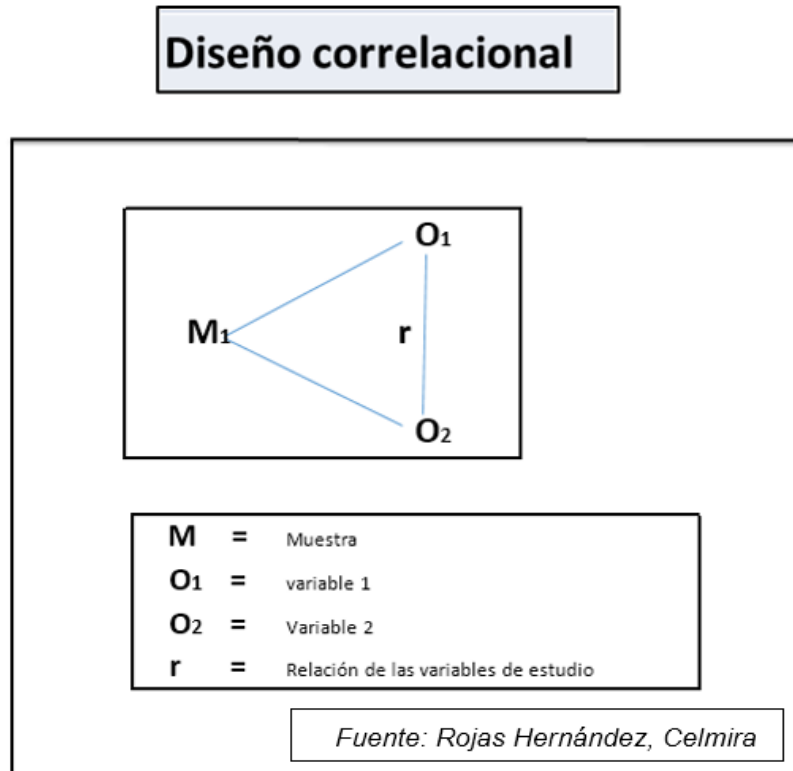 Diseño correlacional
O1
M1
r
O2
M = Muestra
O1 = variable 1
O2 = Variable 2
r = Relación de las variables de estudio
Fuente: Rojas Hernández, Celmira